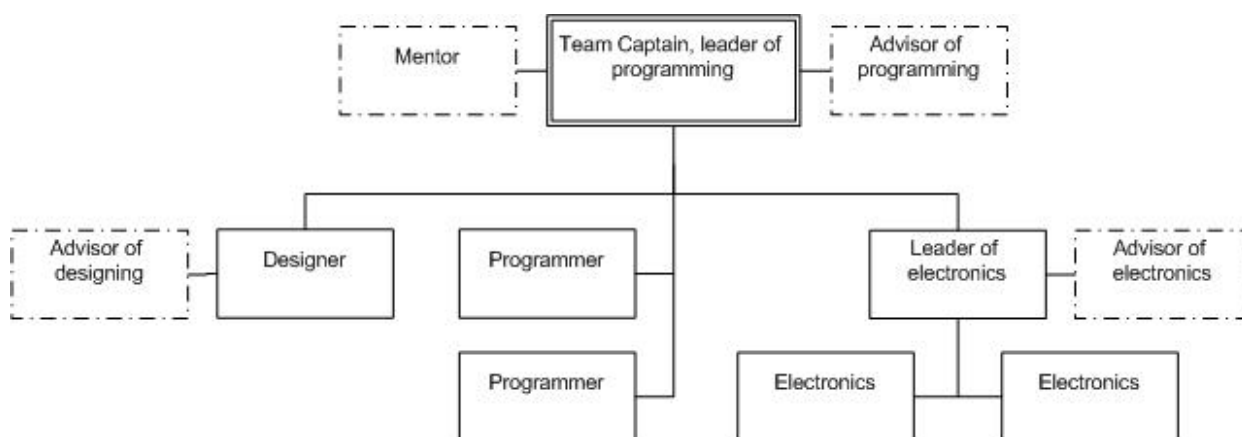 Mentor
Team Captain, leader of
programming
Advisor of
programming
Advisor of
designing
Designer
Programmer
Leader of
electronics
Advisor of
electronics
Programmer
Electronics
Electronics